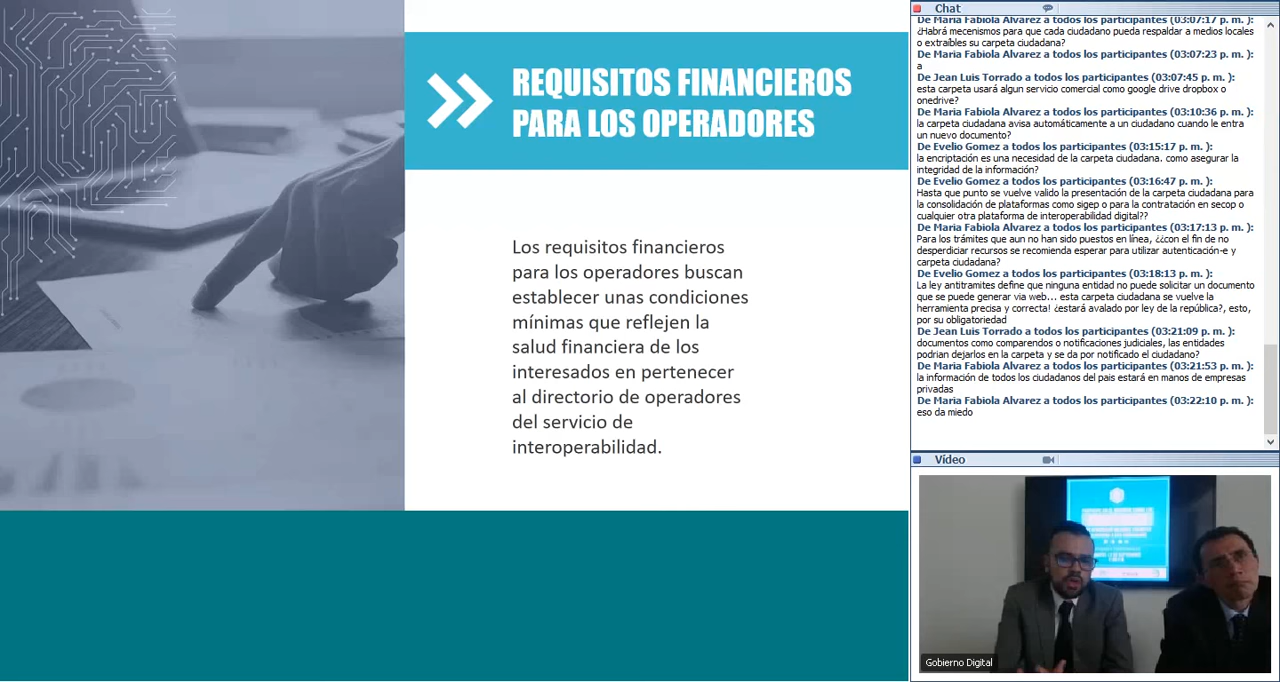 REQUISITOS FINANCIEROS
PARA LOS OPERADORES
Los requisitos financieros
para los operadores buscan
establecer unas condiciones
mínimas que reflejen la
salud financiera de los
interesados en pertenecer
al directorio de operadores
del servicio de
interoperabilidad.
Chat
De Maria Fabiola Alvarez a todos los participantes (03:07:17 p. m. ):
¿Habrá mecenismos para que cada ciudadano pueda respaldar a medios locales
o extraíbles su carpeta ciudadana?
De Maria Fabiola Alvarez a todos los participantes (03:07:23 p. m. ):
a
De Jean Luis Torrado a todos los participantes (03:07:45 p. m. ):
esta carpeta usará algun servicio comercial como google drive dropbox o
onedrive?
De Maria Fabiola Alvarez a todos los participantes (03:10:36 p. m. ):
la carpeta ciudadana avisa automáticamente a un ciudadano cuando le entra
un nuevo documento?
De Evelio Gomez a todos los participantes (03:15:17 p. m. ):
la encriptación es una necesidad de la carpeta ciudadana. como asegurar la
integridad de la información?
De Evelio Gomez a todos los participantes (03:16:47 p. m. ):
Hasta que punto se vuelve valido la presentación de la carpeta ciudadana para
la consolidación de plataformas como sigep o para la contratación en secop o
cualquier otra plataforma de interoperabilidad digital??
De Maria Fabiola Alvarez a todos los participantes (03:17:13 p. m. ):
Para los trámites que aun no han sido puestos en línea, ¿¿con el fin de no
desperdiciar recursos se recomienda esperar para utilizar autenticación-e y
carpeta ciudadana?
De Evelio Gomez a todos los participantes (03:18:13 p. m. ):
La ley antitramites define que ninguna entidad no puede solicitar un documento
que se puede generar via web... esta carpeta ciudadana se vuelve la
herramienta precisa y correcta! ¿estará avalado por ley de la república?, esto,
por su obligatoriedad
De Jean Luis Torrado a todos los participantes (03:21:09 p. m. ):
documentos como comparendos o notificaciones judiciales, las entidades
podrian dejarlos en la carpeta y se da por notificado el ciudadano?
De Maria Fabiola Alvarez a todos los participantes (03:21:53 p. m. ):
la información de todos los ciudadanos del pais estará en manos de empresas
privadas
De Maria Fabiola Alvarez a todos los participantes (03:22:10 p. m. ):
eso da miedo
Vídeo
Gobierno Digital